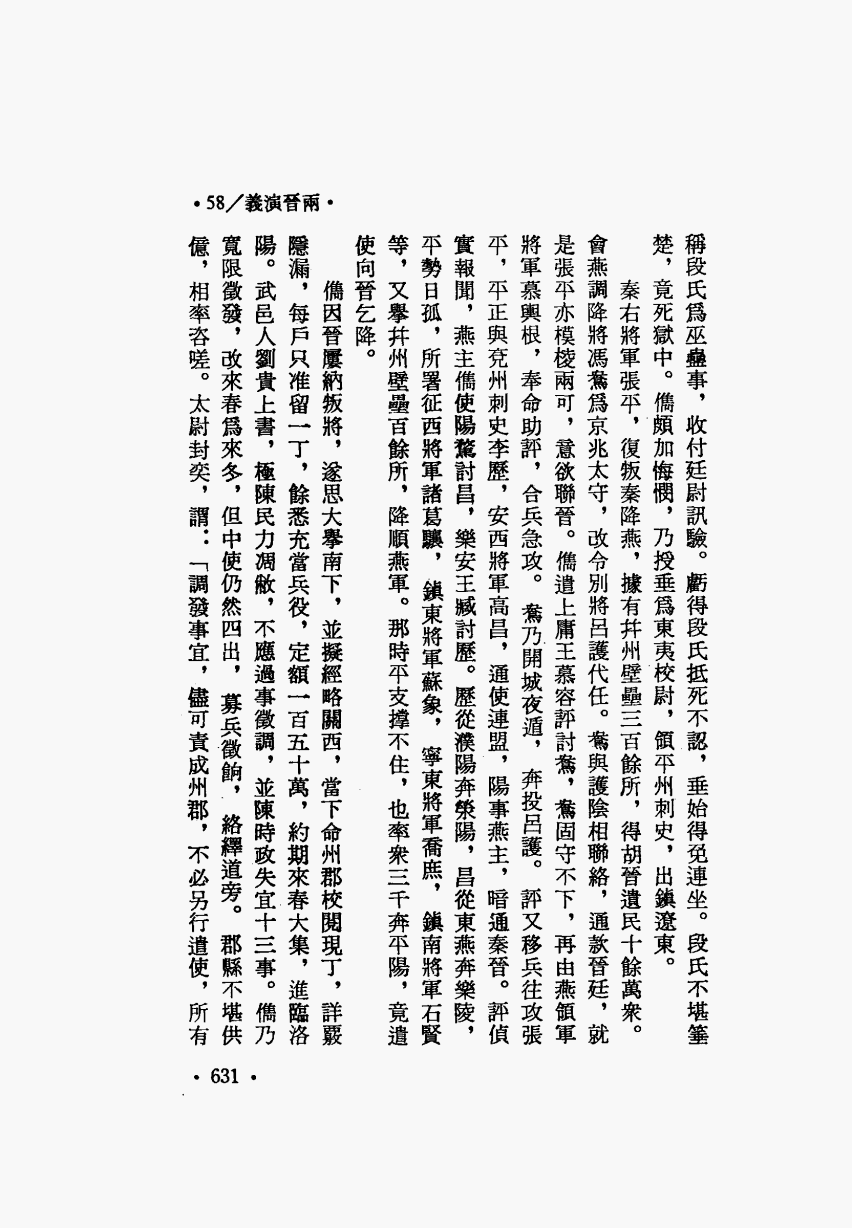 •58／義演晉兩•
稱段氏爲巫蠱事，收付廷尉訊驗。虧得段氏抵死不認，垂始得免連坐。段氏不堪箠
楚，竟死獄中。儁頗加悔憫，乃授垂爲東夷校尉，領平州刺史，出鎭遼東。
秦右將軍張平，復叛秦降燕，據有幷州壁壘三百餘所，得胡晉遺民十餘萬衆。
會燕調降將馮鴦爲京兆太守，改令別將呂護代任。鴦與護陰相聯絡，通款晉廷，就
是張平亦模棱兩可，意欲聯晉。儁遣上庸王慕容評討鴦，鴦固守不下，再由燕領軍
將軍慕輿根，奉命助評，合兵急攻。鴦乃開城夜遁，奔投呂護。評又移兵往攻張
平，平正與兗州刺史李歷，安西將軍高昌，通使連盟，陽事燕主，暗通秦晉。評偵
實報聞，燕主儁使陽騖討昌，樂安王臧討歷。歷從濮陽奔滎陽，昌從東燕奔樂陵，
平勢日孤，所署征西將軍諸葛驤，鎭東將軍蘇象，寧東將軍喬庶，鎭南將軍石賢
等，又舉幷州壁壘百餘所，降順燕軍。那時平支撐不住，也率衆三千奔平陽，竟遣
使向晉乞降。
儁因晉屢納叛將，遂思大舉南下，並擬經略關西，當下命州郡校閱現丁，詳覈
隱漏，每戶只准留一丁，餘悉充當兵役，定額一百五十萬，約期來春大集，進臨洛
陽。武邑人劉貴上書，極陳民力凋敝，不應過事徵調，並陳時政失宜十三事。儁乃
寬限徵發，改來春爲來冬，但中使仍然四出，募兵徵餉，絡繹道旁。郡縣不堪供
億，相率咨嗟。太尉封奕，謂：「調發事宜，儘可責成州郡，不必另行遣使，所有
•631•